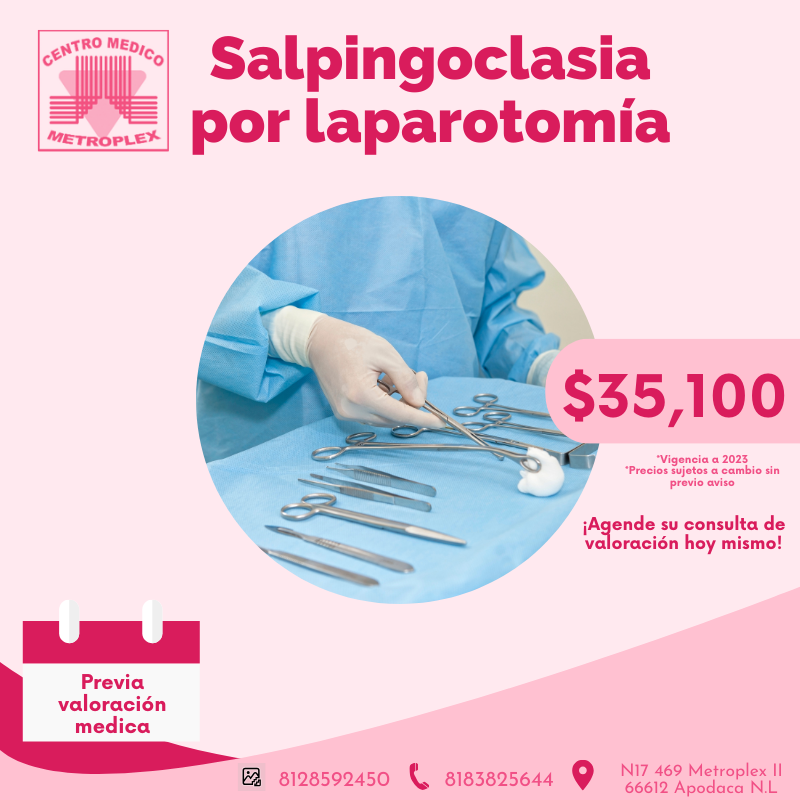 CENTRO MEDICO
METROPLEX
Salpingoclasia
por laparotomía
$35,100
*Vigencia a 2023
*Precios sujetos a cambio sin
previo aviso
¡Agende su consulta de
valoración hoy mismo!
Previa
valoración
medica
8128592450
8183825644
N17 469 Metroplex ll
66612 Apodaca N.L